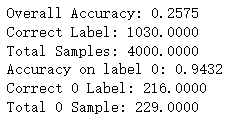 Overall Accuracy: 0.2575
Correct Label: 1030.0000
Total Samples: 4000.0000
Accuracy on label 0: 0.9432
Correct 0 Label: 216.0000
Total 0 Sample: 229.0000